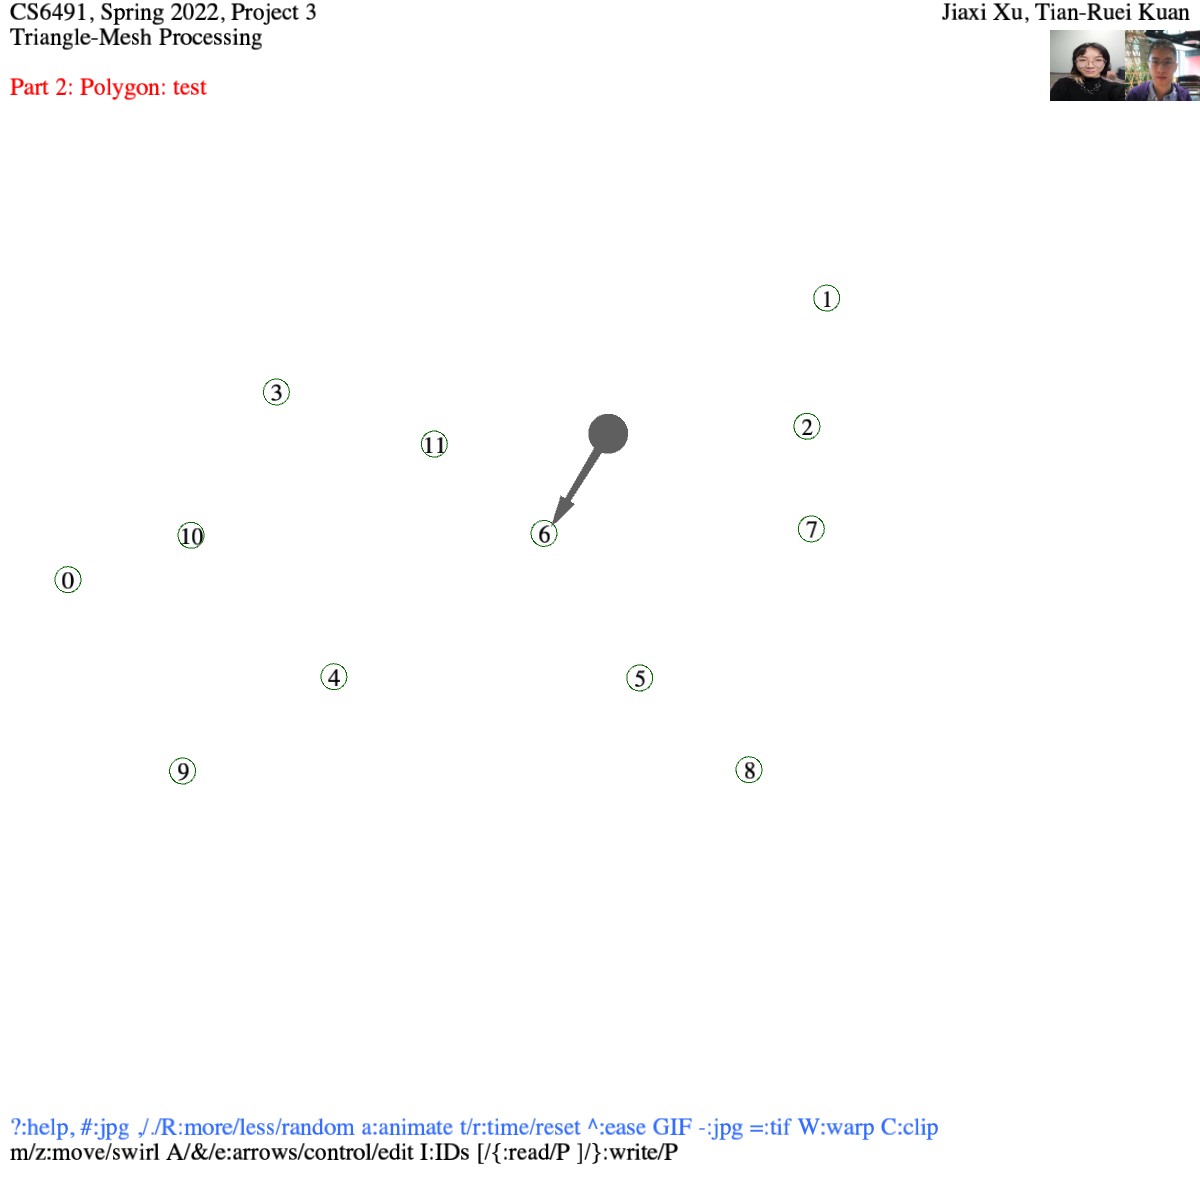 CS6491, Spring 2022, Project 3
Jiaxi Xu, Tian-Ruei Kuan
Triangle-Mesh Processing
Part 2: Polygon: test
1
3
2
11
6
7
10
0
4
5
9
8
?:help, #:jpg ,/./R:more/less/random a:animate t/r:time/reset ^:ease GIF -:jpg =:tif W:warp C:clip
m/z:move/swirl A/&/e:arrows/control/edit I:IDs [/{:read/P ]/}:write/P